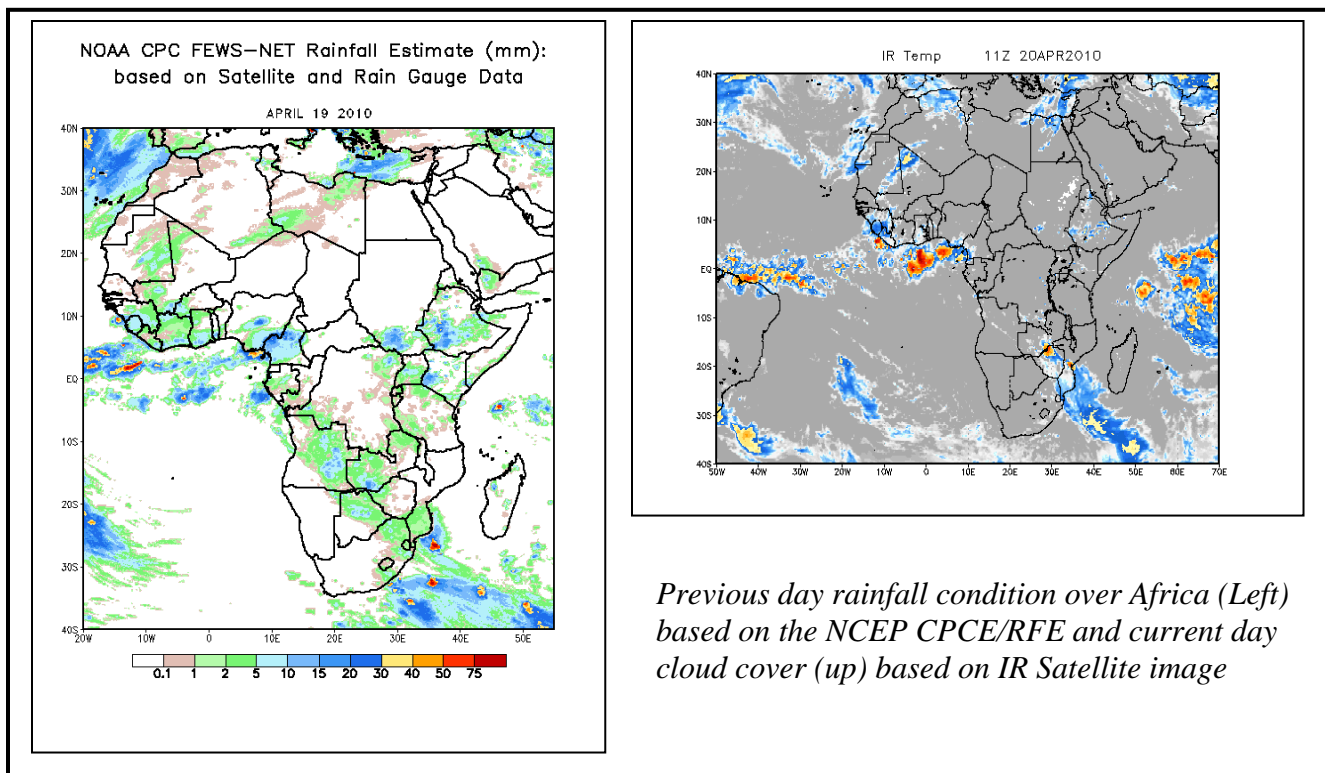 NOAA CPC FEWS-NET Rainfall Estimate (mm):
based on Satellite and Rain Gauge Data
APRIL 19 2010
40N
30N
20N
10N
EQ
10S
20S
30S
40S
20W 10W 0 10E 20E 30E 40E 50E
0.1 1 2 5 10 15 20 30 40 50 75
IR Temp 11Z 20APR2010
40N
30N
20N
10N
EQ
10S
20S
30S
40S
50W 40W 30W 20W 10W 0 10E 20E 30E 40E 50E 60E 70E
Previous day rainfall condition over Africa (Left)
based on the NCEP CPCE/RFE and current day
cloud cover (up) based on IR Satellite image